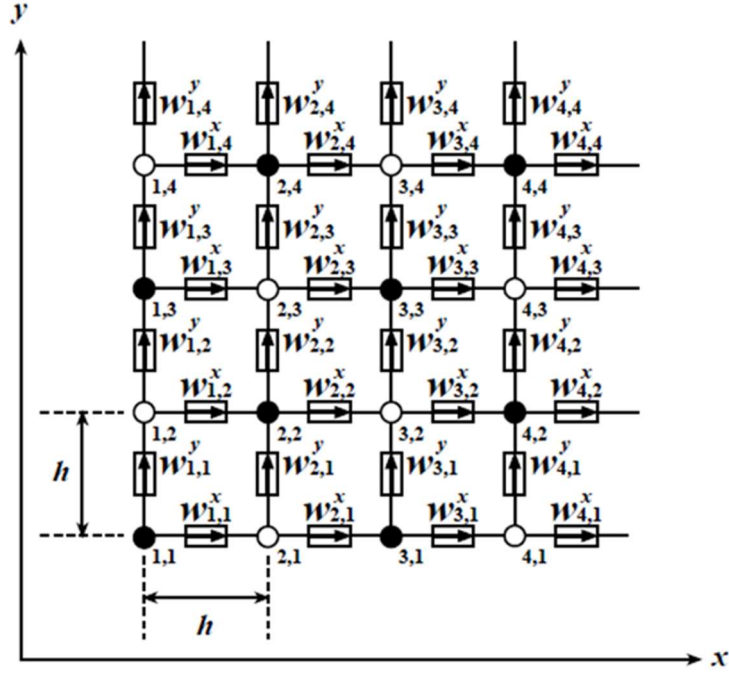 y
W^y_{1,4} W^y_{2,4} W^y_{3,4} W^y_{4,4}
W^x_{1,4} W^x_{2,4} W^x_{3,4} W^x_{4,4}
1,4 2,4 3,4 4,4
W^y_{1,3} W^y_{2,3} W^y_{3,3} W^y_{4,3}
W^x_{1,3} W^x_{2,3} W^x_{3,3} W^x_{4,3}
1,3 2,3 3,3 4,3
W^y_{1,2} W^y_{2,2} W^y_{3,2} W^y_{4,2}
W^x_{1,2} W^x_{2,2} W^x_{3,2} W^x_{4,2}
1,2 2,2 3,2 4,2
h
W^y_{1,1} W^y_{2,1} W^y_{3,1} W^y_{4,1}
W^x_{1,1} W^x_{2,1} W^x_{3,1} W^x_{4,1}
1,1 2,1 3,1 4,1
h
x